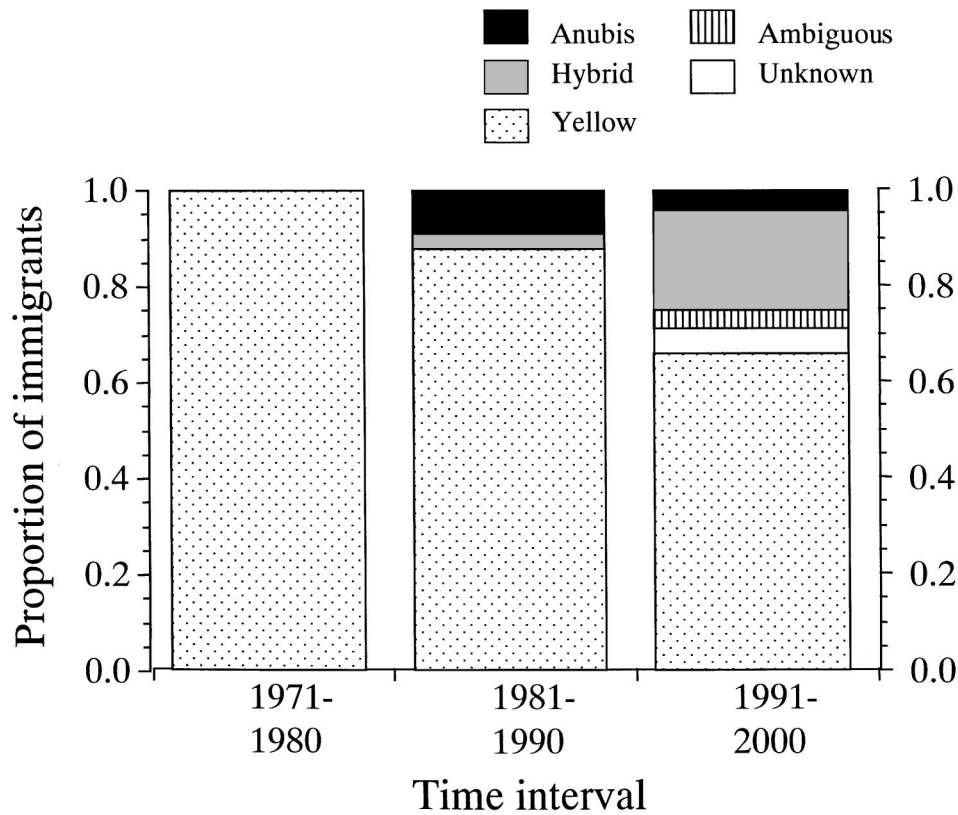 Anubis
Ambiguous
Hybrid
Unknown
Yellow
Proportion of immigrants
1.0
0.8
0.6
0.4
0.2
0.0
1.0
0.8
0.6
0.4
0.2
0.0
1971-
1980
1981-
1990
1991-
2000
Time interval